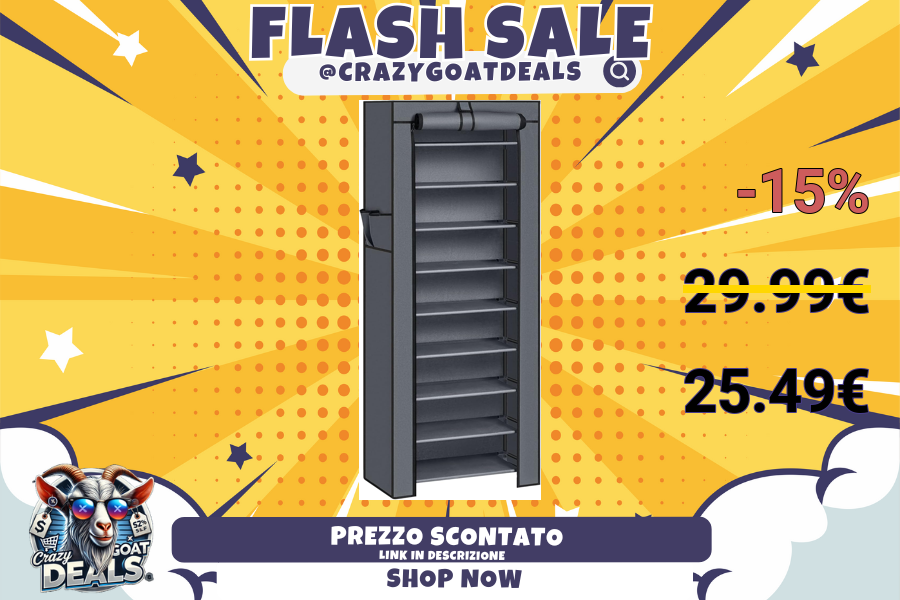 FLASH SALE
@CRAZYGOATDEALS
-15%
29.99€
25.49€
PREZZO SCONTATO
LINK IN DESCRIZIONE
SHOP NOW
$
Crazy
GOAT
DEALS